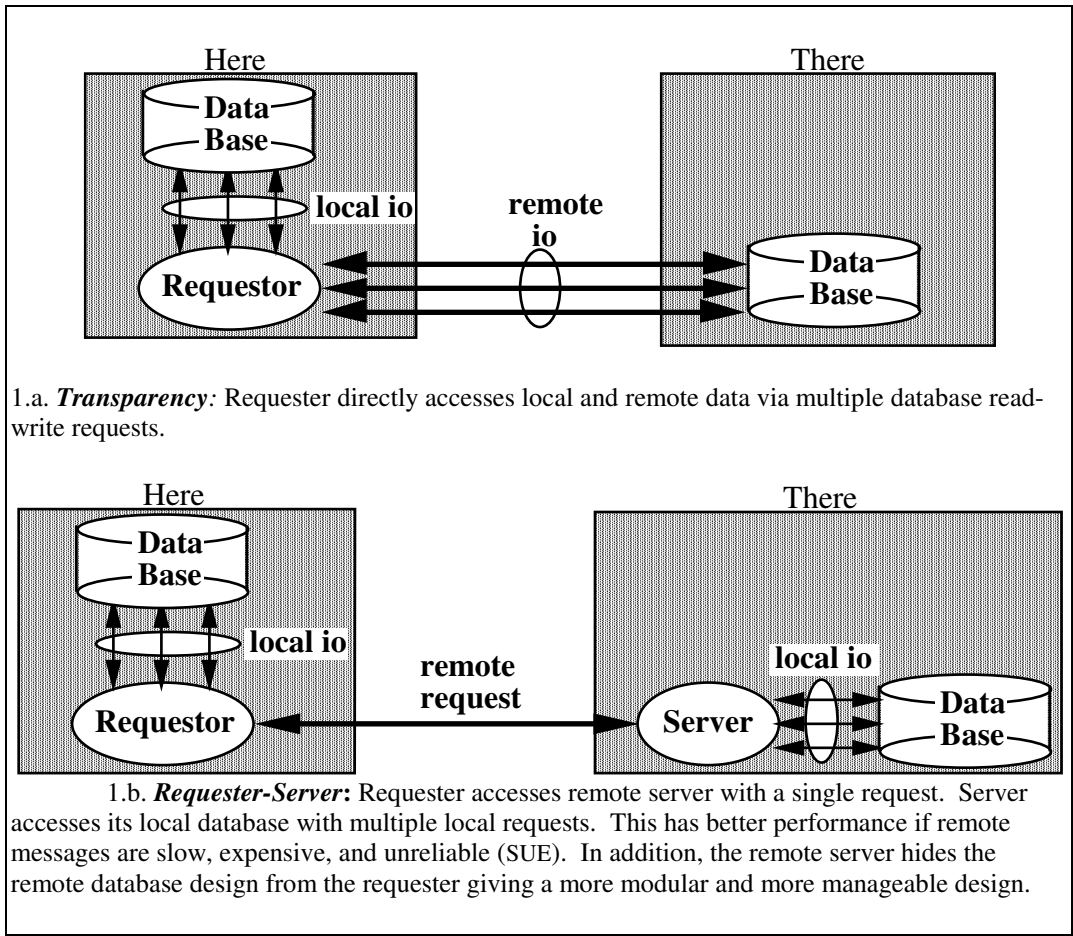 Here
There
Data
Base
local io
remote
io
Requestor
Data
Base
1.a. Transparency: Requester directly accesses local and remote data via multiple database read-
write requests.
Here
There
Data
Base
local io
remote
request
local io
Requestor
Server
Data
Base
1.b. Requester-Server: Requester accesses remote server with a single request. Server
accesses its local database with multiple local requests. This has better performance if remote
messages are slow, expensive, and unreliable (SUE). In addition, the remote server hides the
remote database design from the requester giving a more modular and more manageable design.